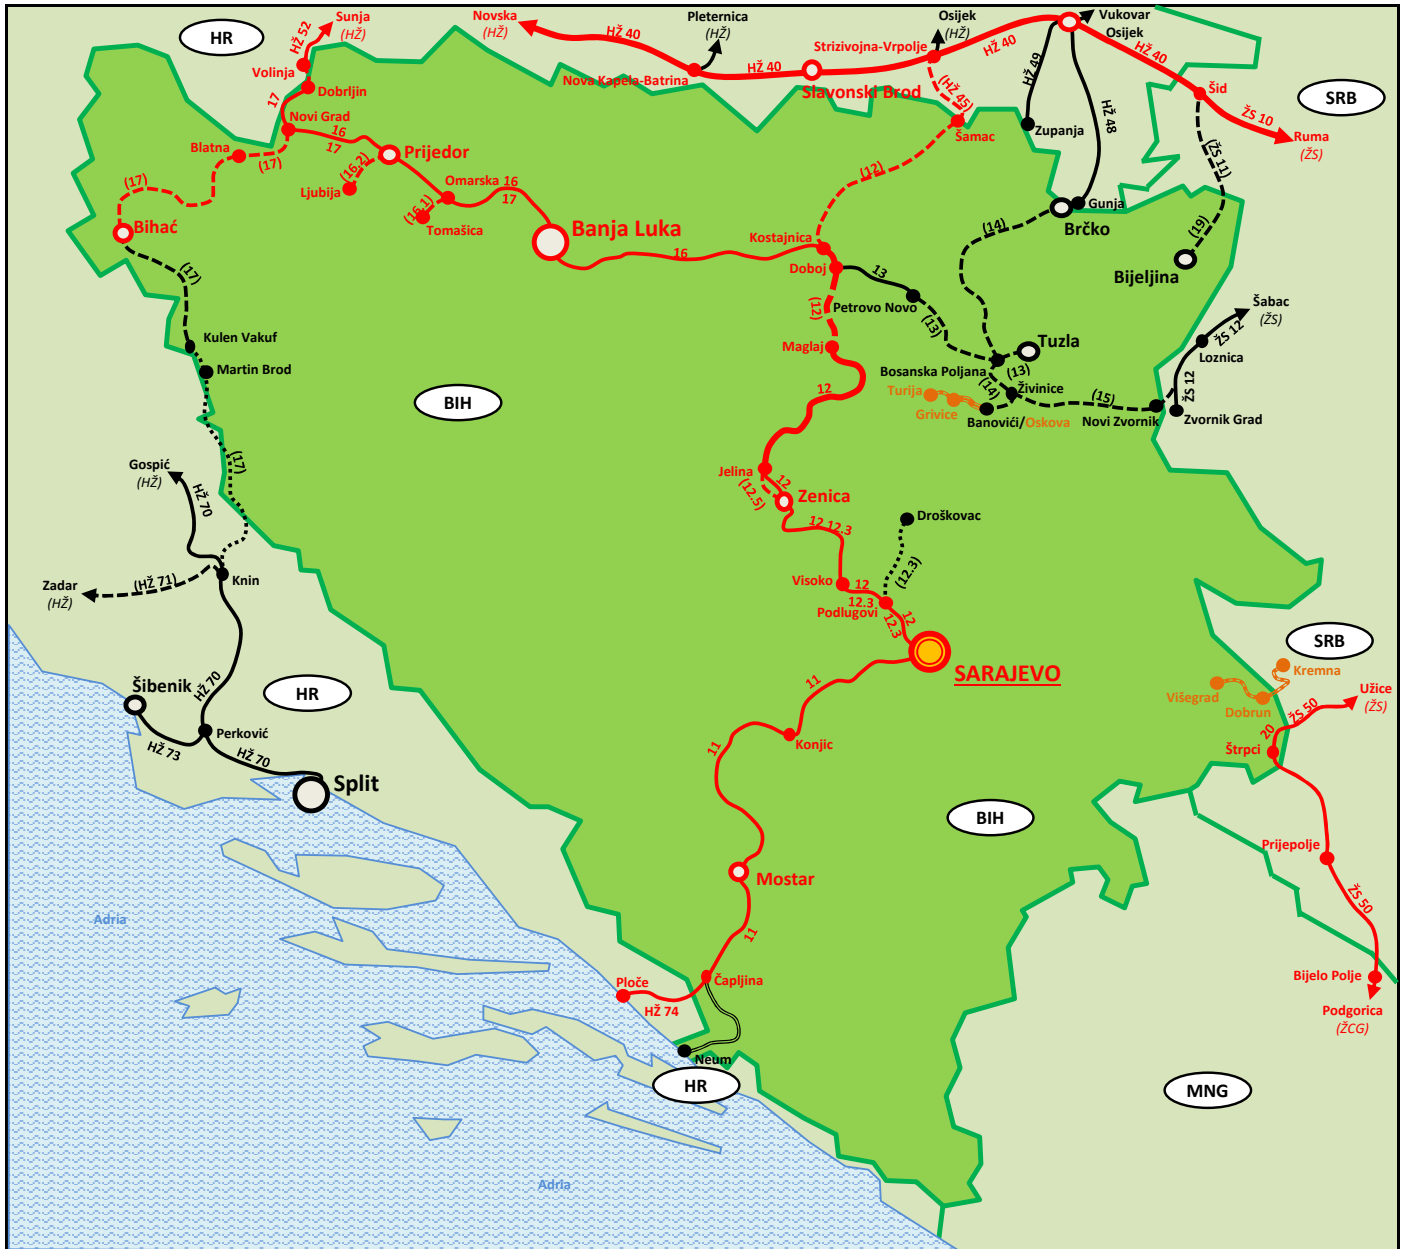 Sunja
(HŽ)
HŽ 52
HR
Novska
(HŽ)
HŽ 40
Pleternica
(HŽ)
Osijek
(HŽ)
Vukovar
Osijek
Strizivojna-Vrpolje
HŽ 40
HŽ 40
Volinja
Nova Kapela-Batrina
HŽ 40
HŽ 49
Slavonski Brod
(HŽ 45)
Šid
SRB
Dobrljin
17
HŽ 48
ŽS 10
Novi Grad
Šamac
Županja
Ruma
(ŽS)
16
17
Blatna
(17)
Prijedor
(16.2)
Ljubija
(12)
(ŽS 11)
(17)
Omarska
16
17
(16.1)
Tomašica
Gunja
Brčko
(14)
(19)
Bihać
Banja Luka
Kostajnica
16
Doboj
13
Bijeljina
(17)
Petrovo Novo
(12)
(13)
Šabac
(ŽS)
ŽS 12
Kulen Vakuf
Maglaj
Tuzla
Loznica
Martin Brod
Bosanska Poljana
(13)
(14)
Živinice
ŽS 12
BIH
12
Turija
Grivice
(15)
Banovići/Oskova
Novi Zvornik
Zvornik Grad
Gospić
(HŽ)
(17)
HŽ 70
Jelina
12
(12.5)
Zenica
12
12.3
Droškovac
(12.3)
Zadar
(HŽ)
(HŽ 71)
Knin
Visoko
12
12.3
Podlugovi
12
12.3
SRB
SARAJEVO
Kremna
Višegrad
Dobrun
Užice
(ŽS)
Šibenik
HŽ 70
HR
11
ŽS 50
20
Štrpci
Perković
HŽ 73
HŽ 70
11
Konjic
Split
BIH
Prijepolje
Mostar
ŽS 50
Adria
11
Ploče
Čapljina
HŽ 74
Bijelo Polje
Podgorica
(ŽCG)
Neum
HR
MNG
Adria